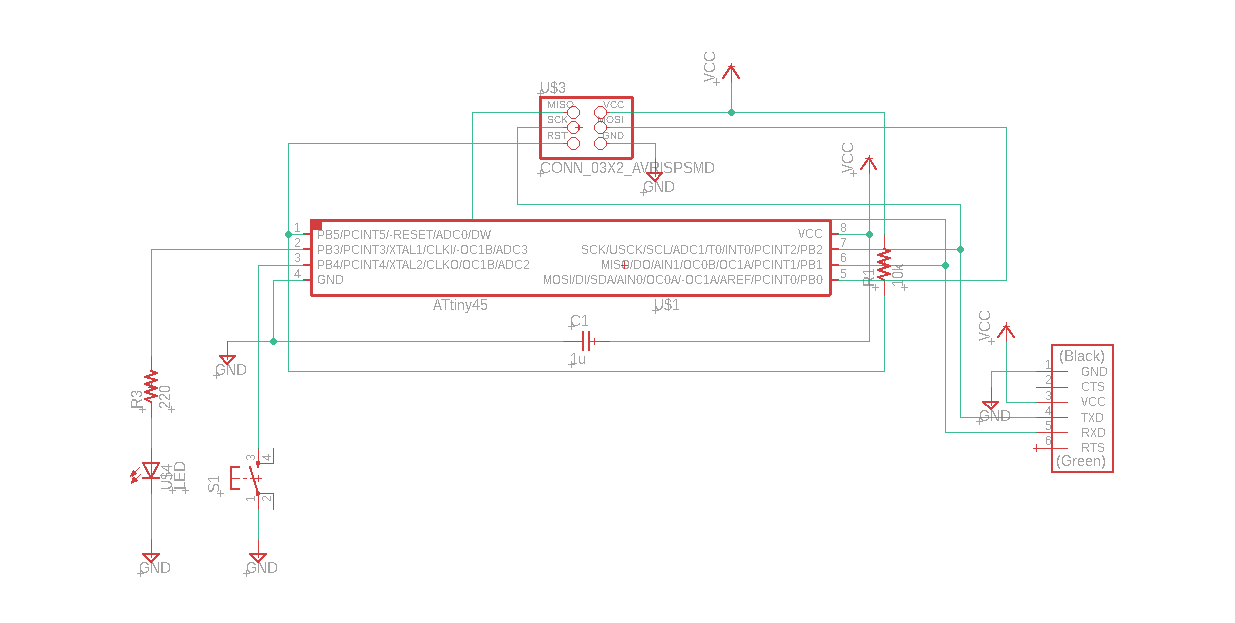 VCC
U$3
MISO VCC
SCK MOSI
RST GND
CONN_03X2_AVRISPSMD
GND
VCC
1 PB5/PCINT5/-RESET/ADC0/DW VCC 8
2 PB3/PCINT3/XTAL1/CLKI/-OC1B/ADC3 SCK/USCK/SCL/ADC1/T0/INT0/PCINT2/PB2 7
3 PB4/PCINT4/XTAL2/CLKO/OC1B/ADC2 MISO/DO/AIN1/OC0B/OC1A/PCINT1/PB1 6
4 GND MOSI/DI/SDA/AIN0/OC0A/-OC1A/AREF/PCINT0/PB0 5
ATtiny45 U$1
R1 10k
C1
1u
GND
VCC
(Black)
1 GND
2 CTS
3 VCC
4 TXD
5 RXD
6 RTS
(Green)
GND
R3 220
U$4 LED
S1
3 4
1 2
GND
GND